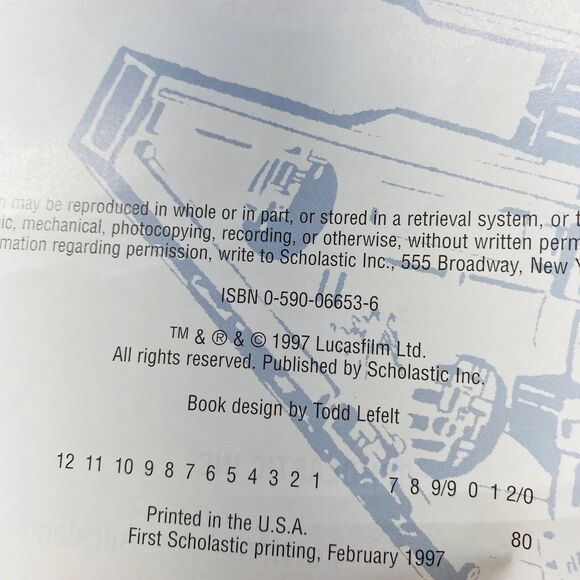 may be reproduced in whole or in part, or stored in a retrieval system, or
mechanical, photocopying, recording, or otherwise, without written
regarding permission, write to Scholastic Inc., 555 Broadway, New
ISBN 0-590-06653-6
TM & ® & © 1997 Lucasfilm Ltd.
All rights reserved. Published by Scholastic Inc.
Book design by Todd Lefelt
12 11 10 9 8 7 6 5 4 3 2 1 7 8 9/9 0 1 2/0
Printed in the U.S.A. 80
First Scholastic printing, February 1997